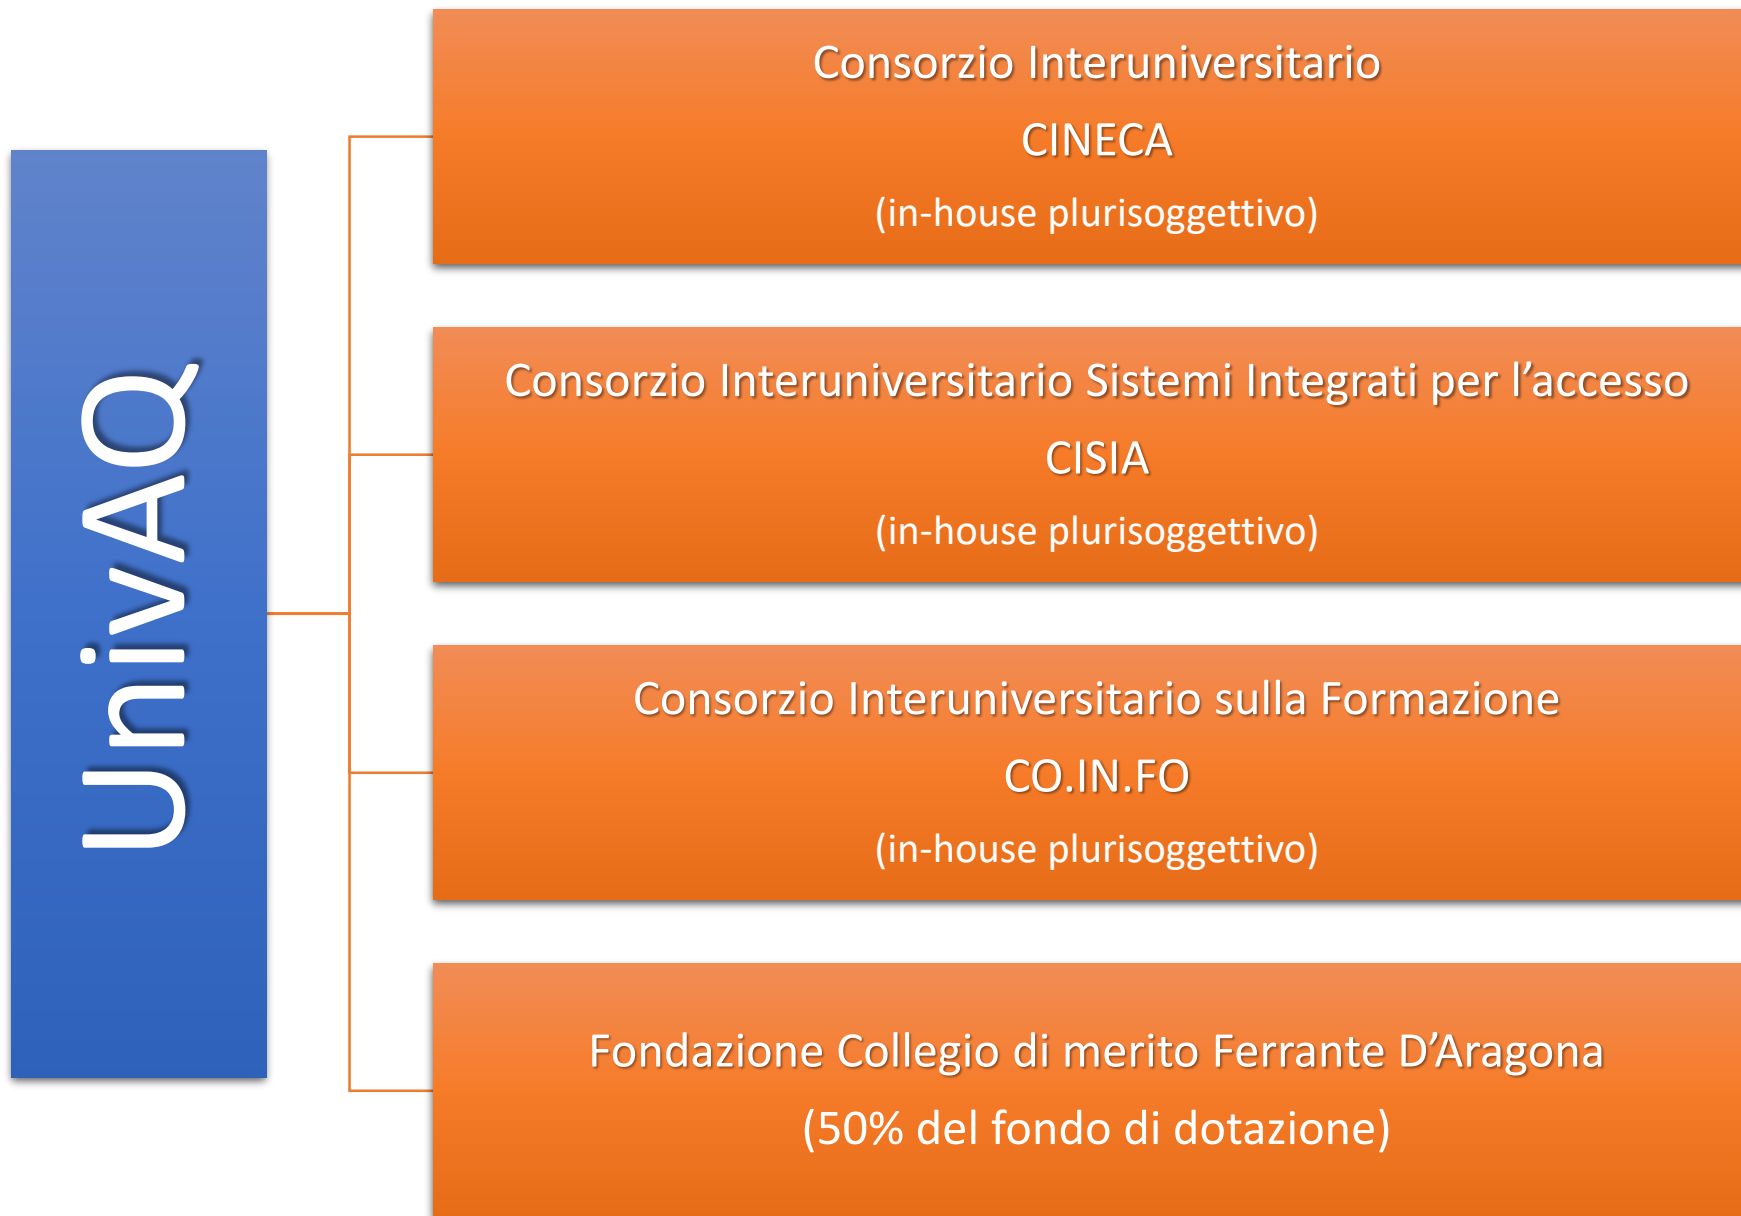 UnivAQ
Consorzio Interuniversitario
CINECA
(in-house plurisoggettivo)
Consorzio Interuniversitario Sistemi Integrati per l’accesso
CISIA
(in-house plurisoggettivo)
Consorzio Interuniversitario sulla Formazione
CO.IN.FO
(in-house plurisoggettivo)
Fondazione Collegio di merito Ferrante D’Aragona
(50% del fondo di dotazione)